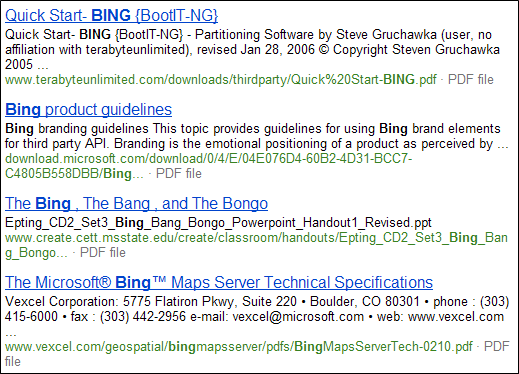 Quick Start- BING {BootIT-NG}
Quick Start- BING {BootIT-NG} - Partitioning Software by Steve Gruchawka (user, no
affiliation with terabyteunlimited), revised Jan 28, 2006 © Copyright Steven Gruchawka
2005 ...
www.terabyteunlimited.com/downloads/thirdparty/Quick%20Start-BING.pdf · PDF file
Bing product guidelines
Bing branding guidelines This topic provides guidelines for using Bing brand elements
for third party API. Branding is the emotional positioning of a product as perceived by ...
download.microsoft.com/download/0/4/E/04E076D4-60B2-4D31-BCC7-
C4805B558DBB/Bing... · PDF file
The Bing , The Bang , and The Bongo
Epting_CD2_Set3_Bing_Bang_Bongo_Powerpoint_Handout1_Revised.ppt
www.create.cett.msstate.edu/create/classroom/handouts/Epting_CD2_Set3_Bing_Ban
g_Bongo... · PDF file
The Microsoft® Bing™ Maps Server Technical Specifications
Vexcel Corporation: 5775 Flatiron Pkwy, Suite 220 • Boulder, CO 80301 • phone : (303)
415-6000 • fax : (303) 442-2956 e-mail: vexcel@microsoft.com • web: www.vexcel.com
...
www.vexcel.com/geospatial/bingmapsserver/pdfs/BingMapsServerTech-0210.pdf · PDF
file